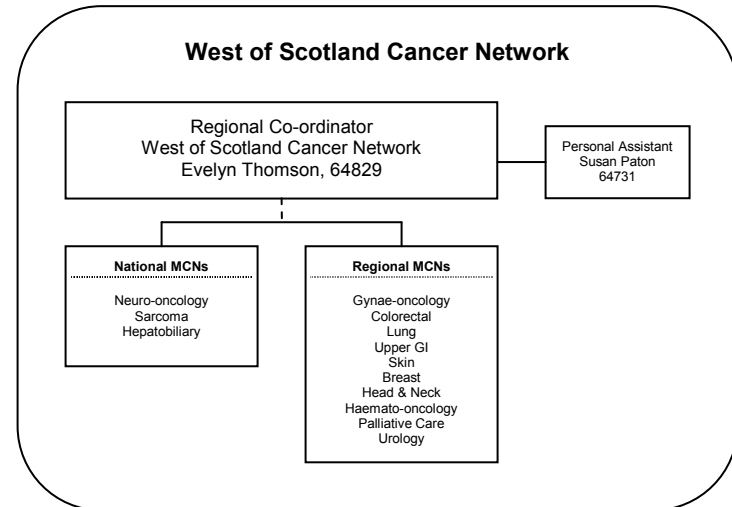 West of Scotland Cancer Network
Regional Co-ordinator
West of Scotland Cancer Network
Evelyn Thomson, 64829
Personal Assistant
Susan Paton
64731
National MCNs
Neuro-oncology
Sarcoma
Hepatobiliary
Regional MCNs
Gynae-oncology
Colorectal
Lung
Upper GI
Skin
Breast
Head & Neck
Haemato-oncology
Palliative Care
Urology